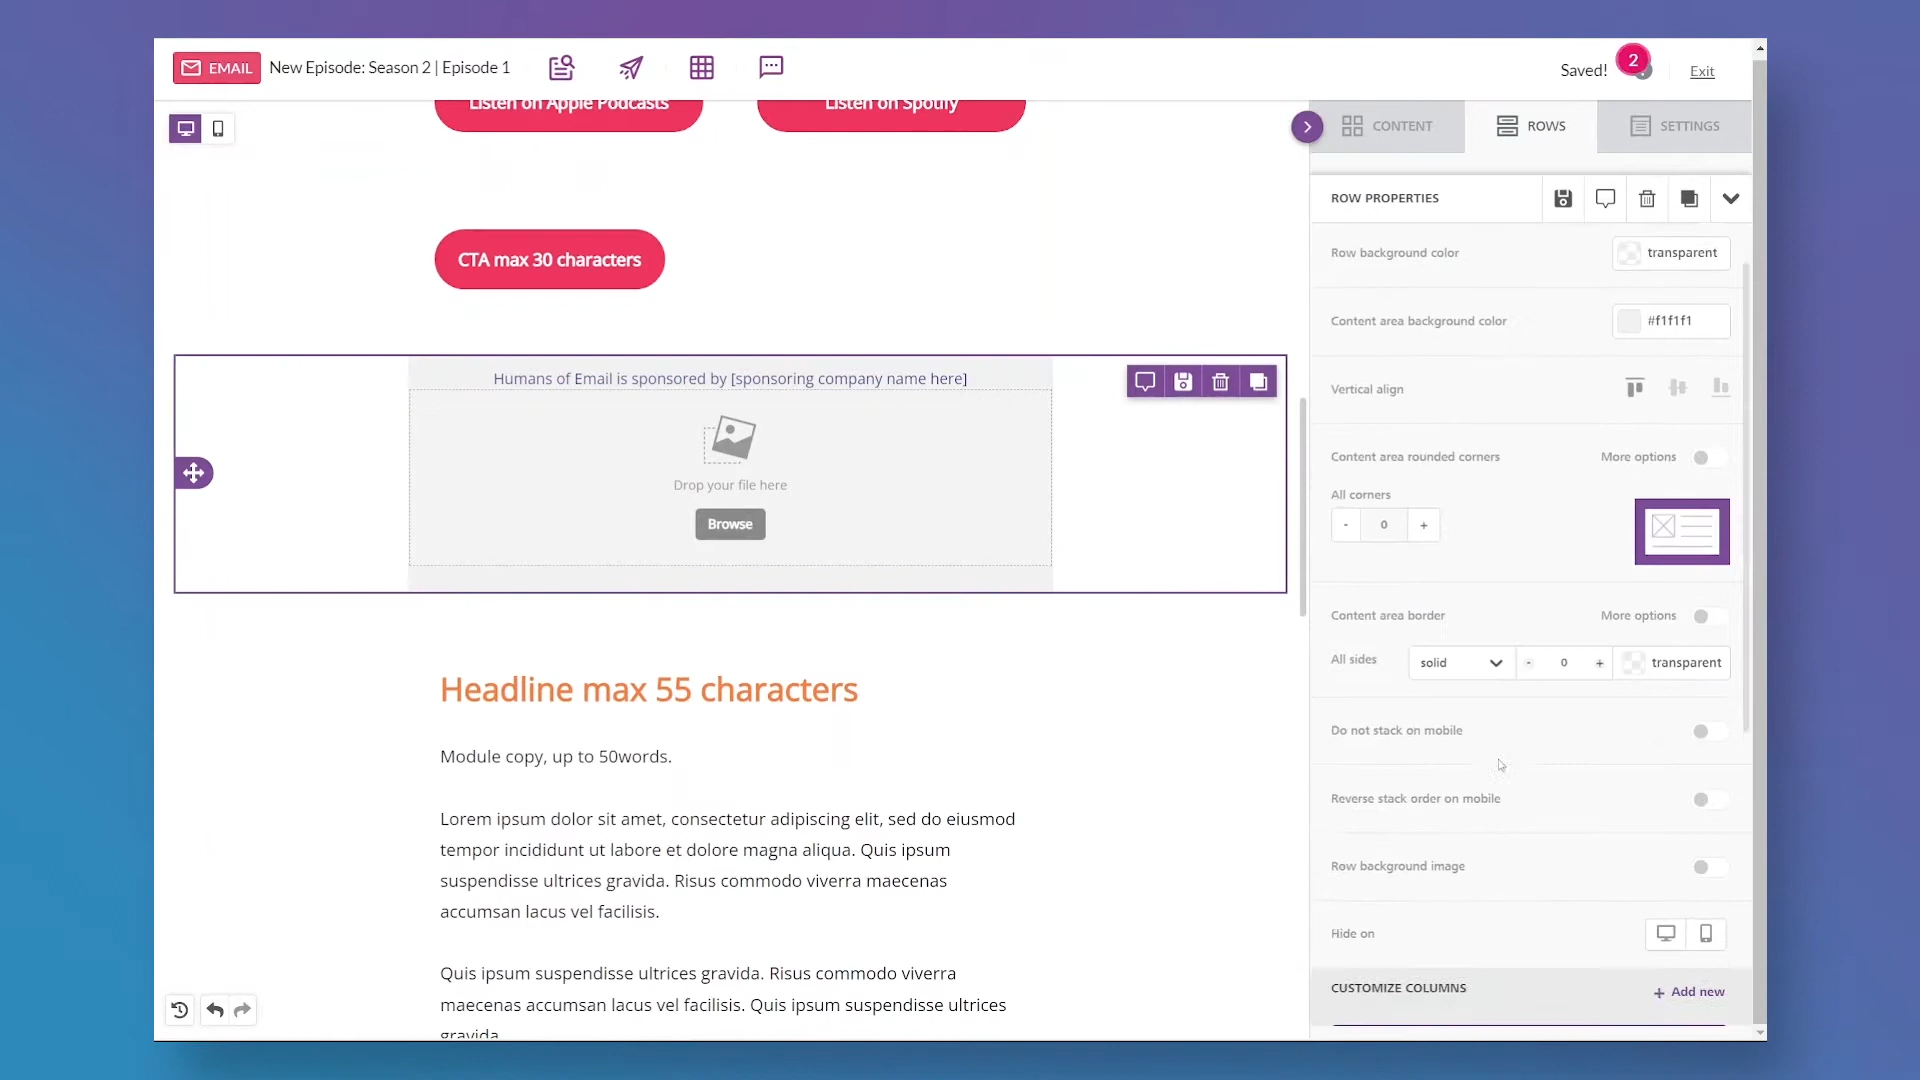 EMAIL New Episode: Season 2 | Episode 1 Saved! 2 Exit
Listen on Apple Podcasts Listen on Spotify
CTA max 30 characters
Humans of Email is sponsored by [sponsoring company name here]
Drop your file here
Browse
Headline max 55 characters
Module copy, up to 50words.
Lorem ipsum dolor sit amet, consectetur adipiscing elit, sed do eiusmod
tempor incididunt ut labore et dolore magna aliqua. Quis ipsum
suspendisse ultrices gravida. Risus commodo viverra maecenas
accumsan lacus vel facilisis.
Quis ipsum suspendisse ultrices gravida. Risus commodo viverra
maecenas accumsan lacus vel facilisis. Quis ipsum suspendisse ultrices
gravida.
CONTENT ROWS SETTINGS
ROW PROPERTIES
Row background color transparent
Content area background color #f1f1f1
Vertical align
Content area rounded corners More options
All corners
- 0 +
Content area border More options
All sides solid - 0 + transparent
Do not stack on mobile
Reverse stack order on mobile
Row background image
Hide on
CUSTOMIZE COLUMNS + Add new